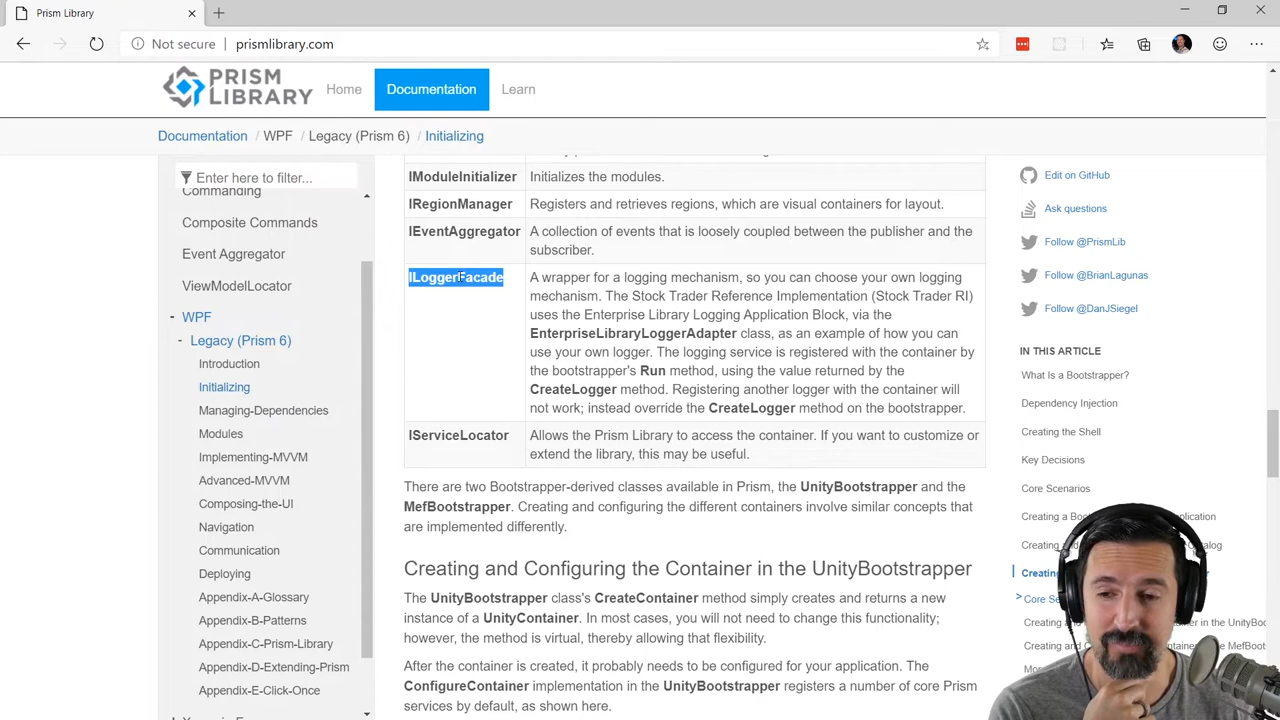 Prism Library
Not secure | prismlibrary.com
PRISM
LIBRARY
Home
Documentation
Learn
Documentation / WPF / Legacy (Prism 6) / Initializing
Enter here to filter...
Commanding
Composite Commands
Event Aggregator
ViewModelLocator
WPF
Legacy (Prism 6)
Introduction
Initializing
Managing-Dependencies
Modules
Implementing-MVVM
Advanced-MVVM
Composing-the-UI
Navigation
Communication
Deploying
Appendix-A-Glossary
Appendix-B-Patterns
Appendix-C-Prism-Library
Appendix-D-Extending-Prism
Appendix-E-Click-Once
IModuleInitializer
Initializes the modules.
IRegionManager
Registers and retrieves regions, which are visual containers for layout.
IEventAggregator
A collection of events that is loosely coupled between the publisher and the
subscriber.
ILoggerFacade
A wrapper for a logging mechanism, so you can choose your own logging
mechanism. The Stock Trader Reference Implementation (Stock Trader RI)
uses the Enterprise Library Logging Application Block, via the
EnterpriseLibraryLoggerAdapter class, as an example of how you can
use your own logger. The logging service is registered with the container by
the bootstrapper's Run method, using the value returned by the
CreateLogger method. Registering another logger with the container will
not work; instead override the CreateLogger method on the bootstrapper.
IServiceLocator
Allows the Prism Library to access the container. If you want to customize or
extend the library, this may be useful.
There are two Bootstrapper-derived classes available in Prism, the UnityBootstrapper and the
MefBootstrapper. Creating and configuring the different containers involve similar concepts that
are implemented differently.
Creating and Configuring the Container in the UnityBootstrapper
The UnityBootstrapper class's CreateContainer method simply creates and returns a new
instance of a UnityContainer. In most cases, you will not need to change this functionality;
however, the method is virtual, thereby allowing that flexibility.
After the container is created, it probably needs to be configured for your application. The
ConfigureContainer implementation in the UnityBootstrapper registers a number of core Prism
services by default, as shown here.
Edit on GitHub
Ask questions
Follow @PrismLib
Follow @BrianLagunas
Follow @DanJSiegel
IN THIS ARTICLE
What Is a Bootstrapper?
Dependency Injection
Creating the Shell
Key Decisions
Core Scenarios
Creating a
Creating
Creating
Core
Creating
Creating